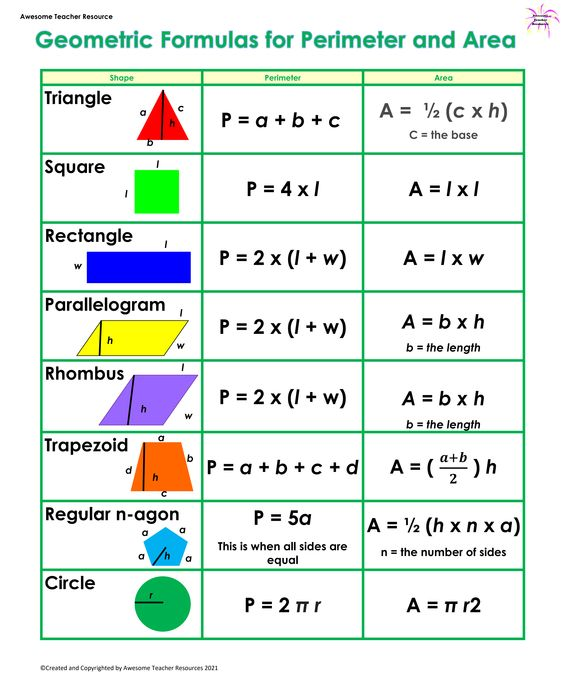 Awesome Teacher Resource
Awesome
Teacher
Resource
Geometric Formulas for Perimeter and Area
Shape Perimeter Area
Triangle
a c
h
b
P = a + b + c
A = ½ (c x h)
C = the base
Square
l
l
P = 4 x l
A = l x l
Rectangle
l
w
P = 2 x (l + w)
A = l x w
Parallelogram
l
h
w
P = 2 x (l + w)
A = b x h
b = the length
Rhombus
l
h
w
P = 2 x (l + w)
A = b x h
b = the length
Trapezoid
a
b
d
h
c
P = a + b + c + d
A = ( a+b/2 ) h
Regular n-agon
a a
a h a
P = 5a
This is when all sides are
equal
A = ½ (h x n x a)
n = the number of sides
Circle
r
P = 2 π r
A = π r2
©Created and Copyrighted by Awesome Teacher Resources 2021